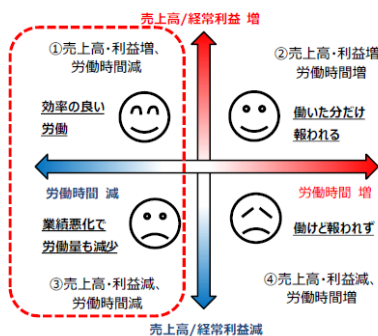 売上高/経常利益 増
①売上高・利益増、
労働時間減
②売上高・利益増
労働時間増
効率の良い
労働
働いた分だけ
報われる
労働時間 減
労働時間 増
業績悪化で
労働量も減少
働けど報われず
③売上高・利益減、
労働時間減
④売上高・利益減、
労働時間増
売上高/経常利益減